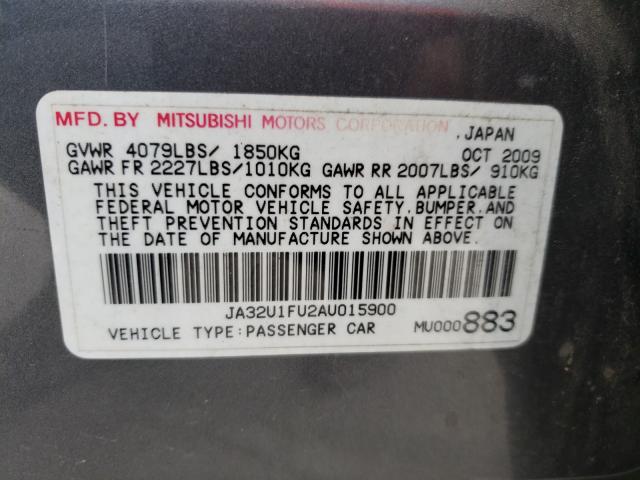 MFD. BY MITSUBISHI MOTORS CORPORATION
, JAPAN
GVWR 4079LBS/ 1850KG OCT 2009
GAWR FR 2227LBS/1010KG GAWR RR 2007LBS/ 910KG
THIS VEHICLE CONFORMS TO ALL APPLICABLE
FEDERAL MOTOR VEHICLE SAFETY,BUMPER,AND
THEFT PREVENTION STANDARDS IN EFFECT ON
THE DATE OF MANUFACTURE SHOWN ABOVE.
JA32U1FU2AU015900
VEHICLE TYPE:PASSENGER CAR MU000883